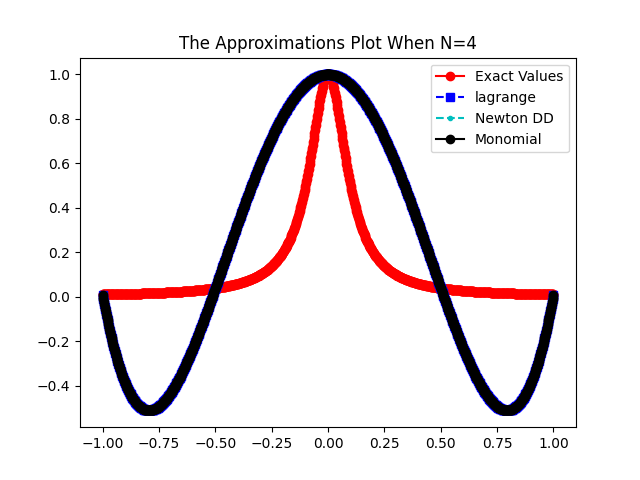 The Approximations Plot When N=4
Exact Values
lagrange
Newton DD
Monomial
1.0
0.8
0.6
0.4
0.2
0.0
−0.2
−0.4
−1.00 −0.75 −0.50 −0.25 0.00 0.25 0.50 0.75 1.00